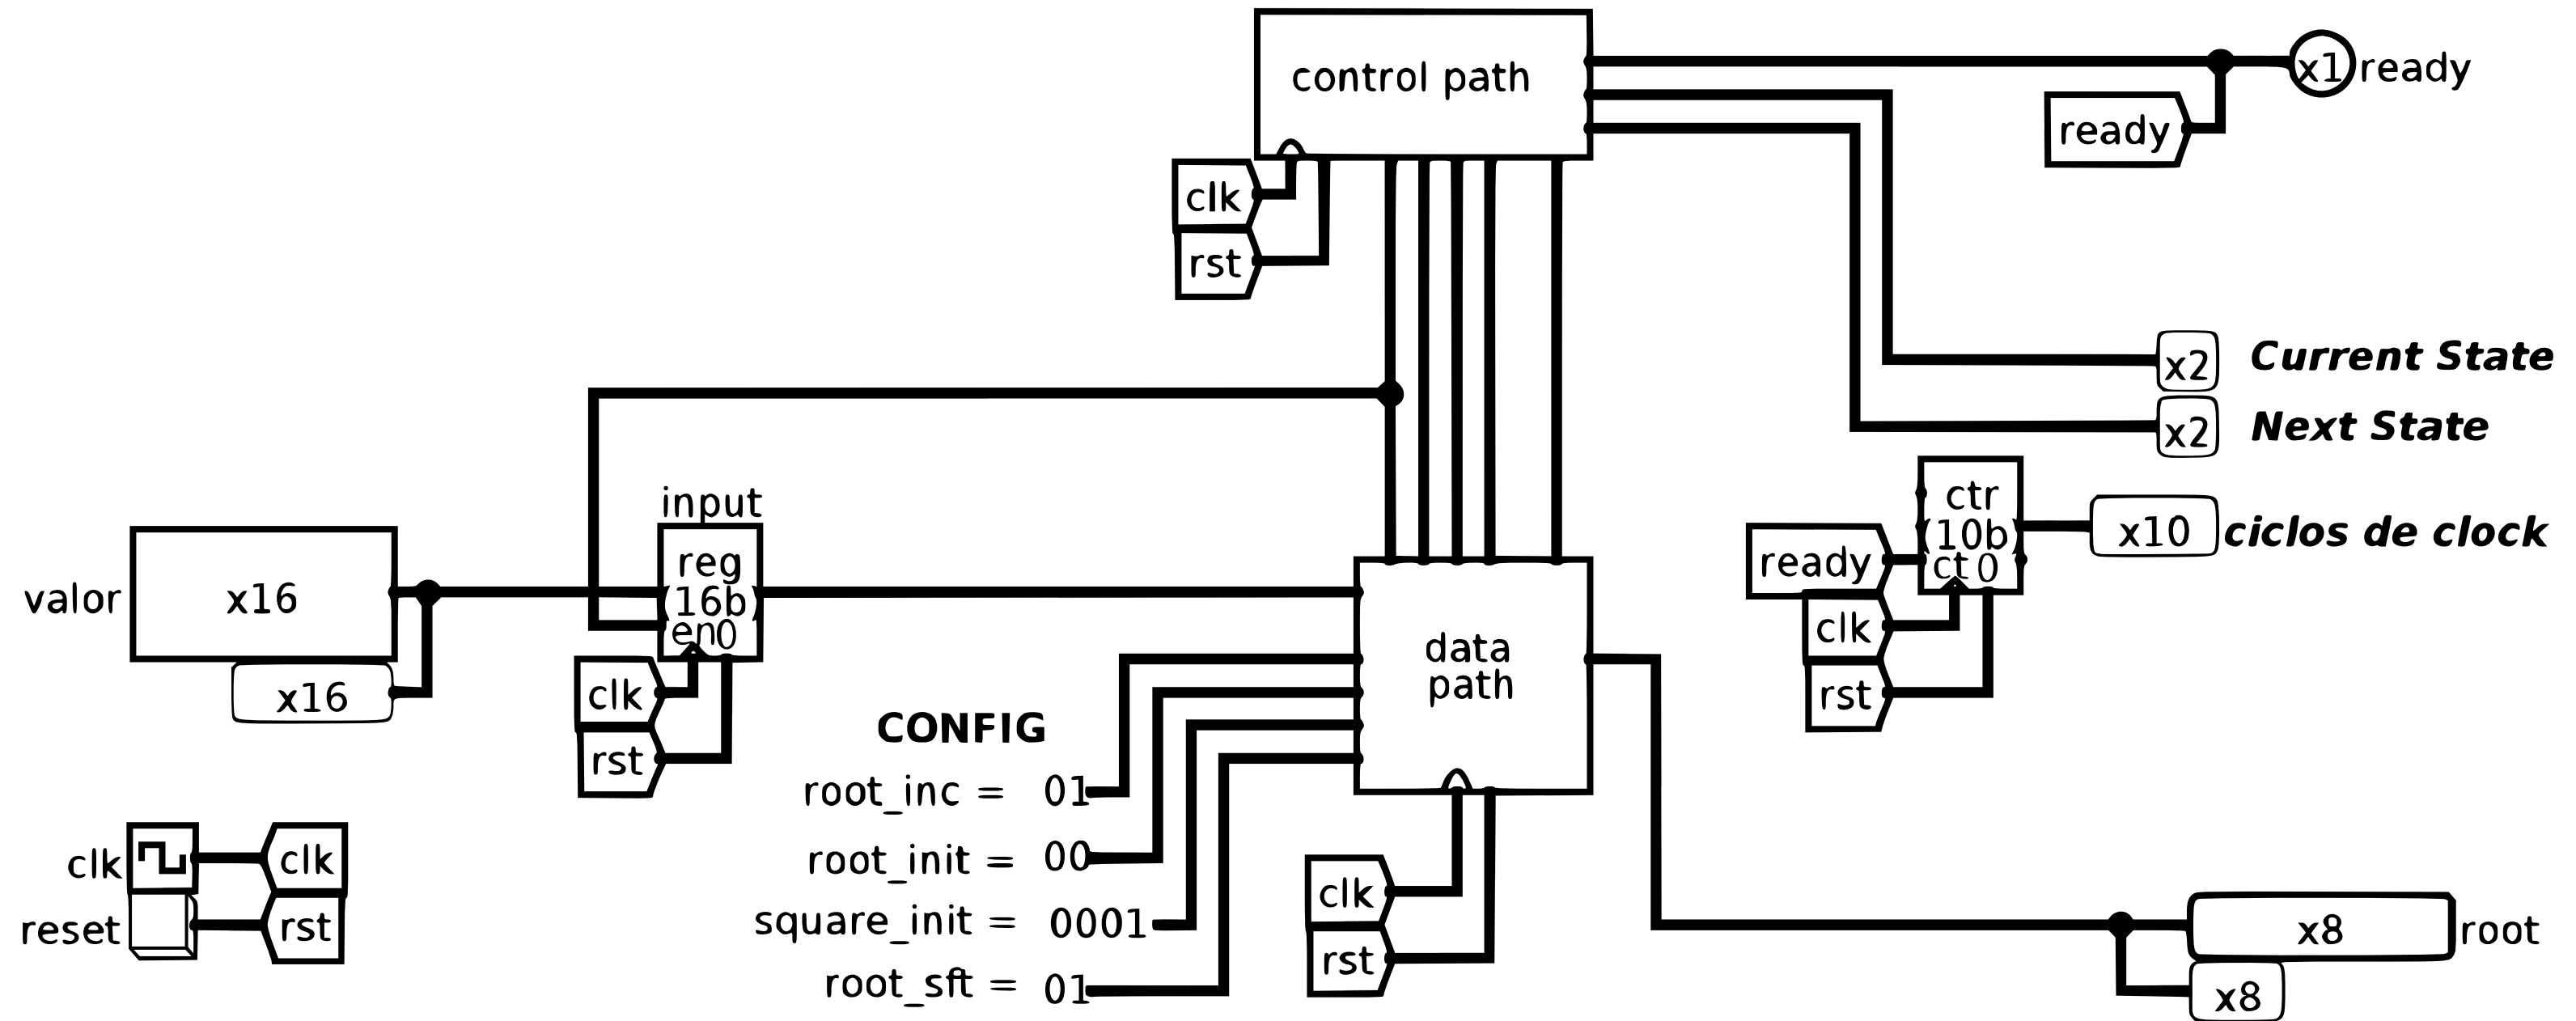 control path
x1 ready
ready
clk
rst
x2 Current State
x2 Next State
input
reg
16b
en0
valor x16
x16
clk
rst
ctr
10b
ct 0
x10 ciclos de clock
ready
clk
rst
data
path
CONFIG
root_inc = 01
root_init = 00
square_init = 0001
root_sft = 01
clk
rst
clk clk
reset rst
x8 root
x8